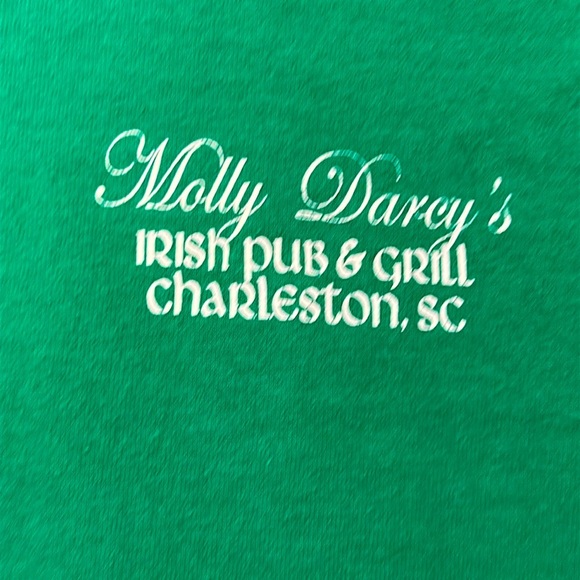 Molly Darcy's
IRISH PUB & GRILL
CHARLESTON, SC